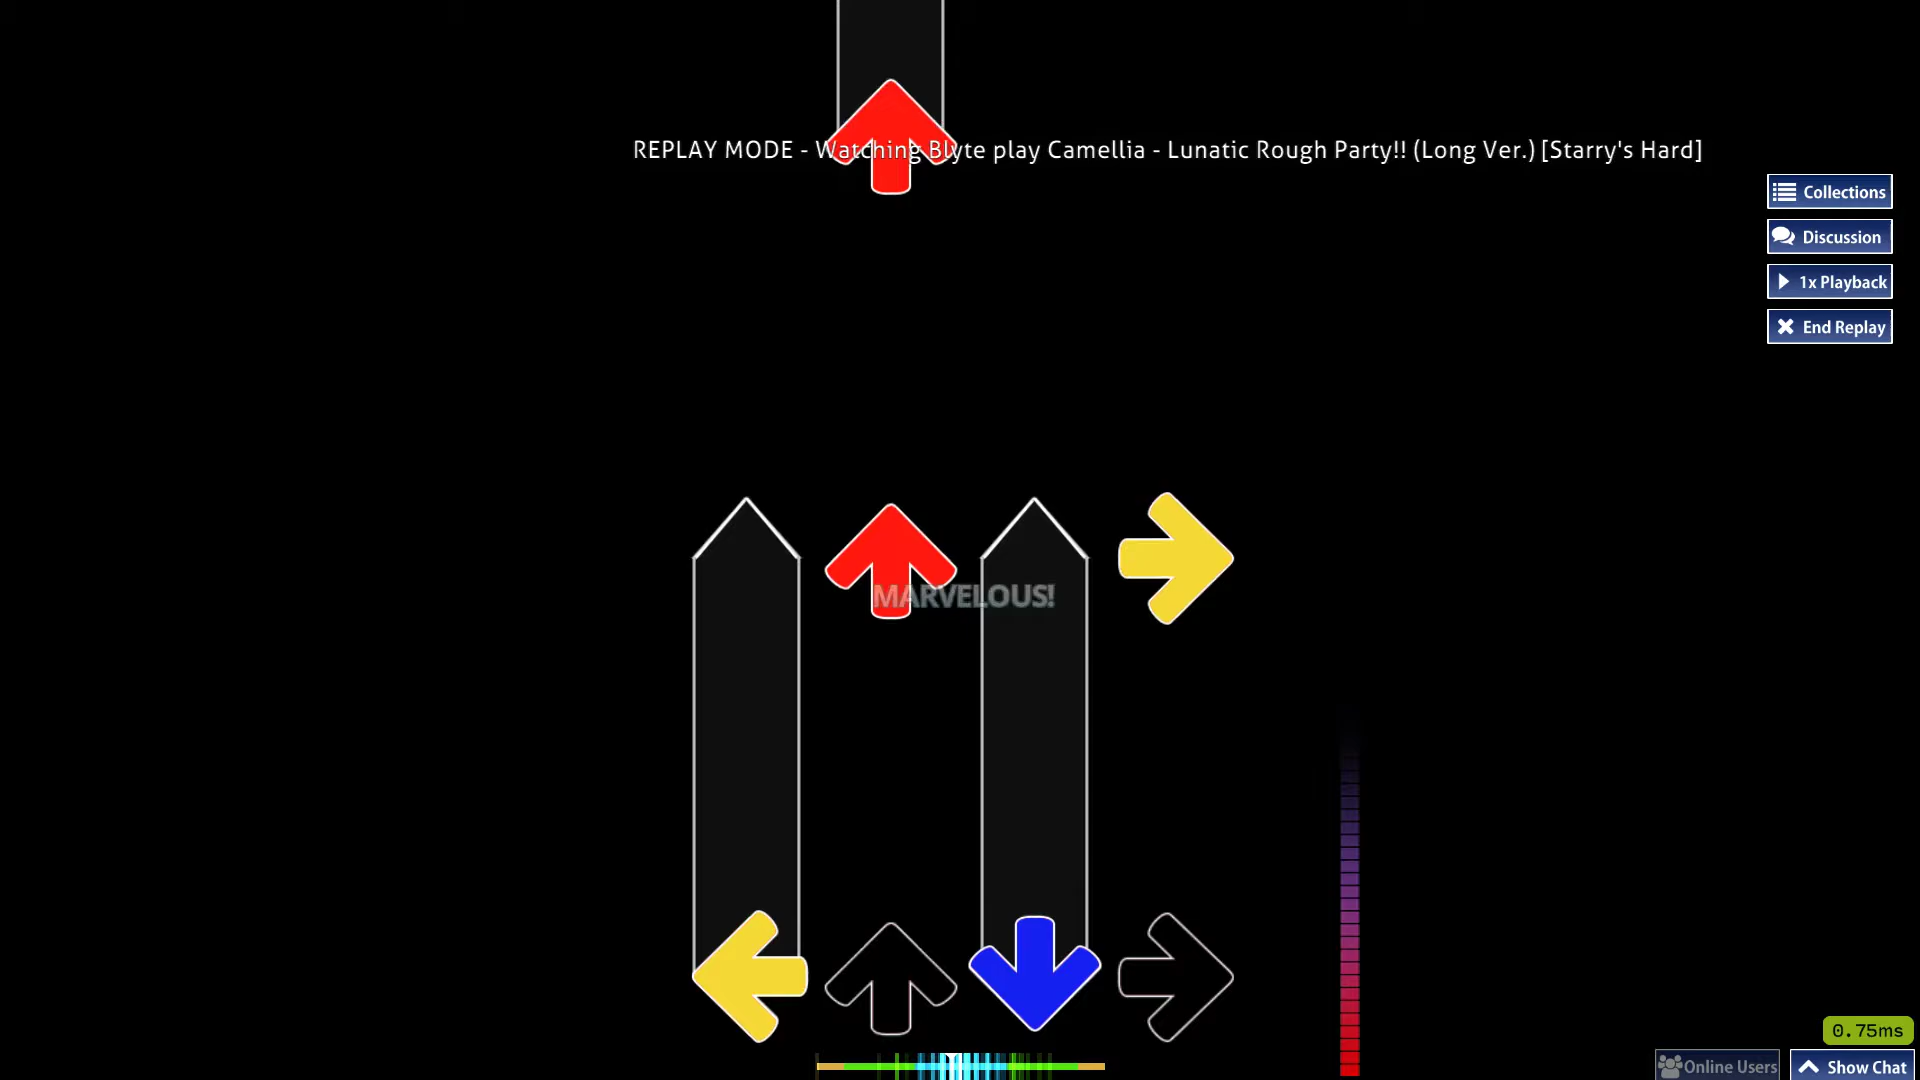 REPLAY MODE - Watching Blyte play Camellia - Lunatic Rough Party!! (Long Ver.) [Starry's Hard]
Collections
Discussion
1x Playback
End Replay
MARVELOUS!
0.75ms
Online Users
Show Chat